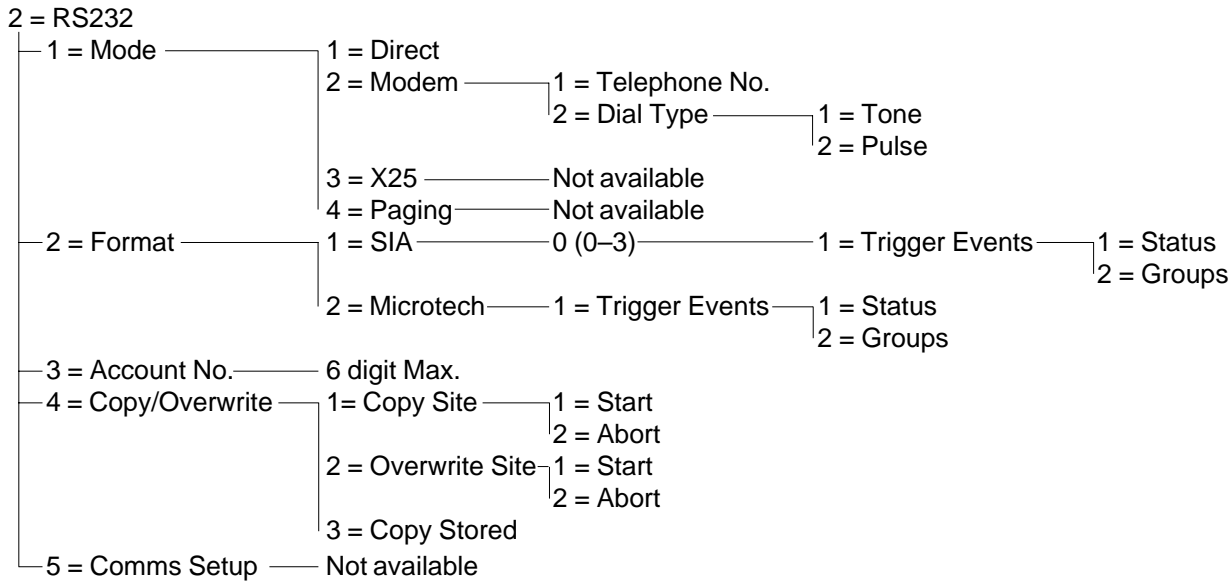 2 = RS232
1 = Mode 1 = Direct
2 = Modem 1 = Telephone No.
2 = Dial Type 1 = Tone
2 = Pulse
3 = X25 Not available
4 = Paging Not available
2 = Format 1 = SIA 0 (0–3) 1 = Trigger Events 1 = Status
2 = Groups
2 = Microtech 1 = Trigger Events 1 = Status
2 = Groups
3 = Account No. 6 digit Max.
4 = Copy/Overwrite 1= Copy Site 1 = Start
2 = Abort
2 = Overwrite Site 1 = Start
2 = Abort
3 = Copy Stored
5 = Comms Setup Not available